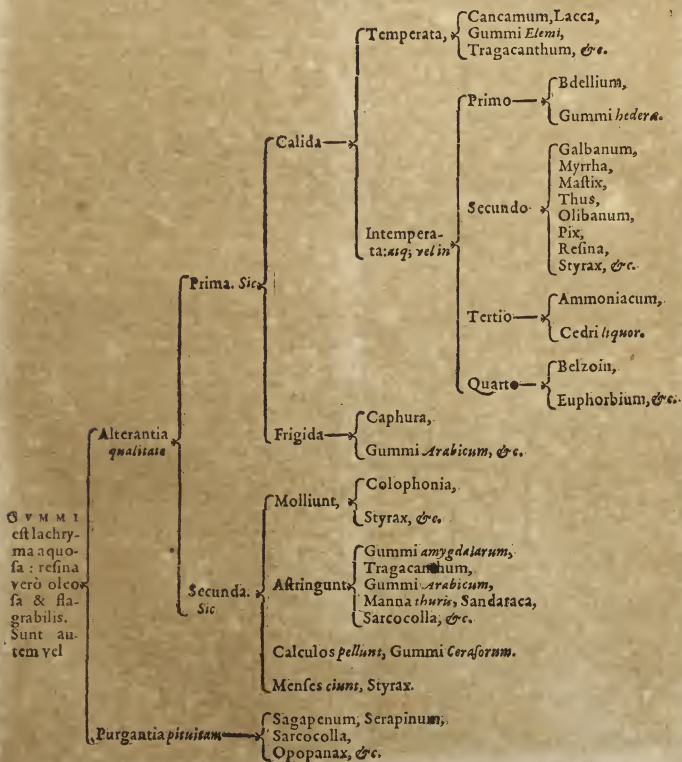 GVMMI
eſt lachry-
ma aquo-
ſa : reſina
verò oleo
ſa & fla-
grabilis.
Sunt au-
tem vel
Alterantia
qualitate
Prima. Sic
Calida
Temperata,
Cancamum, Lacca,
Gummi Elemi,
Tragacanthum, &c.
Intempera-
ta: atq; vel in
Primo
Bdellium,
Gummi hederæ.
Secundo
Galbanum,
Myrrha,
Maſtix,
Thus,
Olibanum,
Pix,
Reſina,
Styrax, &c.
Tertio
Ammoniacum,
Cedri liquor.
Quarto
Belzoin,
Euphorbium, &c.
Frigida
Caphura,
Gummi Arabicum, &c.
Secunda.
Sic
Molliunt,
Colophonia,
Styrax, &c.
Aſtringunt
Gummi amygdalarum,
Tragacanthum,
Gummi Arabicum,
Manna thuris, Sandaraca,
Sarcocolla, &c.
Calculos pellunt, Gummi Ceraſorum.
Menſes ciunt, Styrax.
Purgantia pituitam
Sagapenum, Serapinum,
Sarcocolla,
Opopanax, &c.